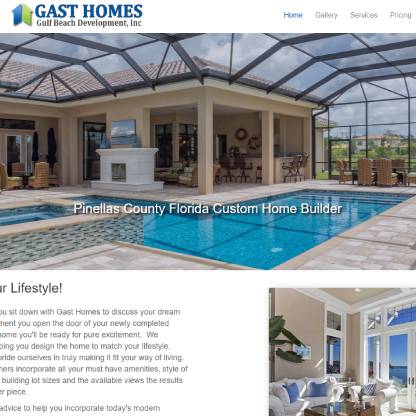 GAST HOMES
Gulf Beach Development, Inc
Home Gallery Services Pricing
Pinellas County Florida Custom Home Builder
ur Lifestyle!
ou sit down with Gast Homes to discuss your dream
ment you open the door of your newly completed
home you'll be ready for pure excitement. We
ping you design the home to match your lifestyle.
pride ourselves in truly making it fit your way of living.
ners incorporate all your must have amenities, style of
building lot sizes and the available views the results
er piece.
advice to help you incorporate today's modern